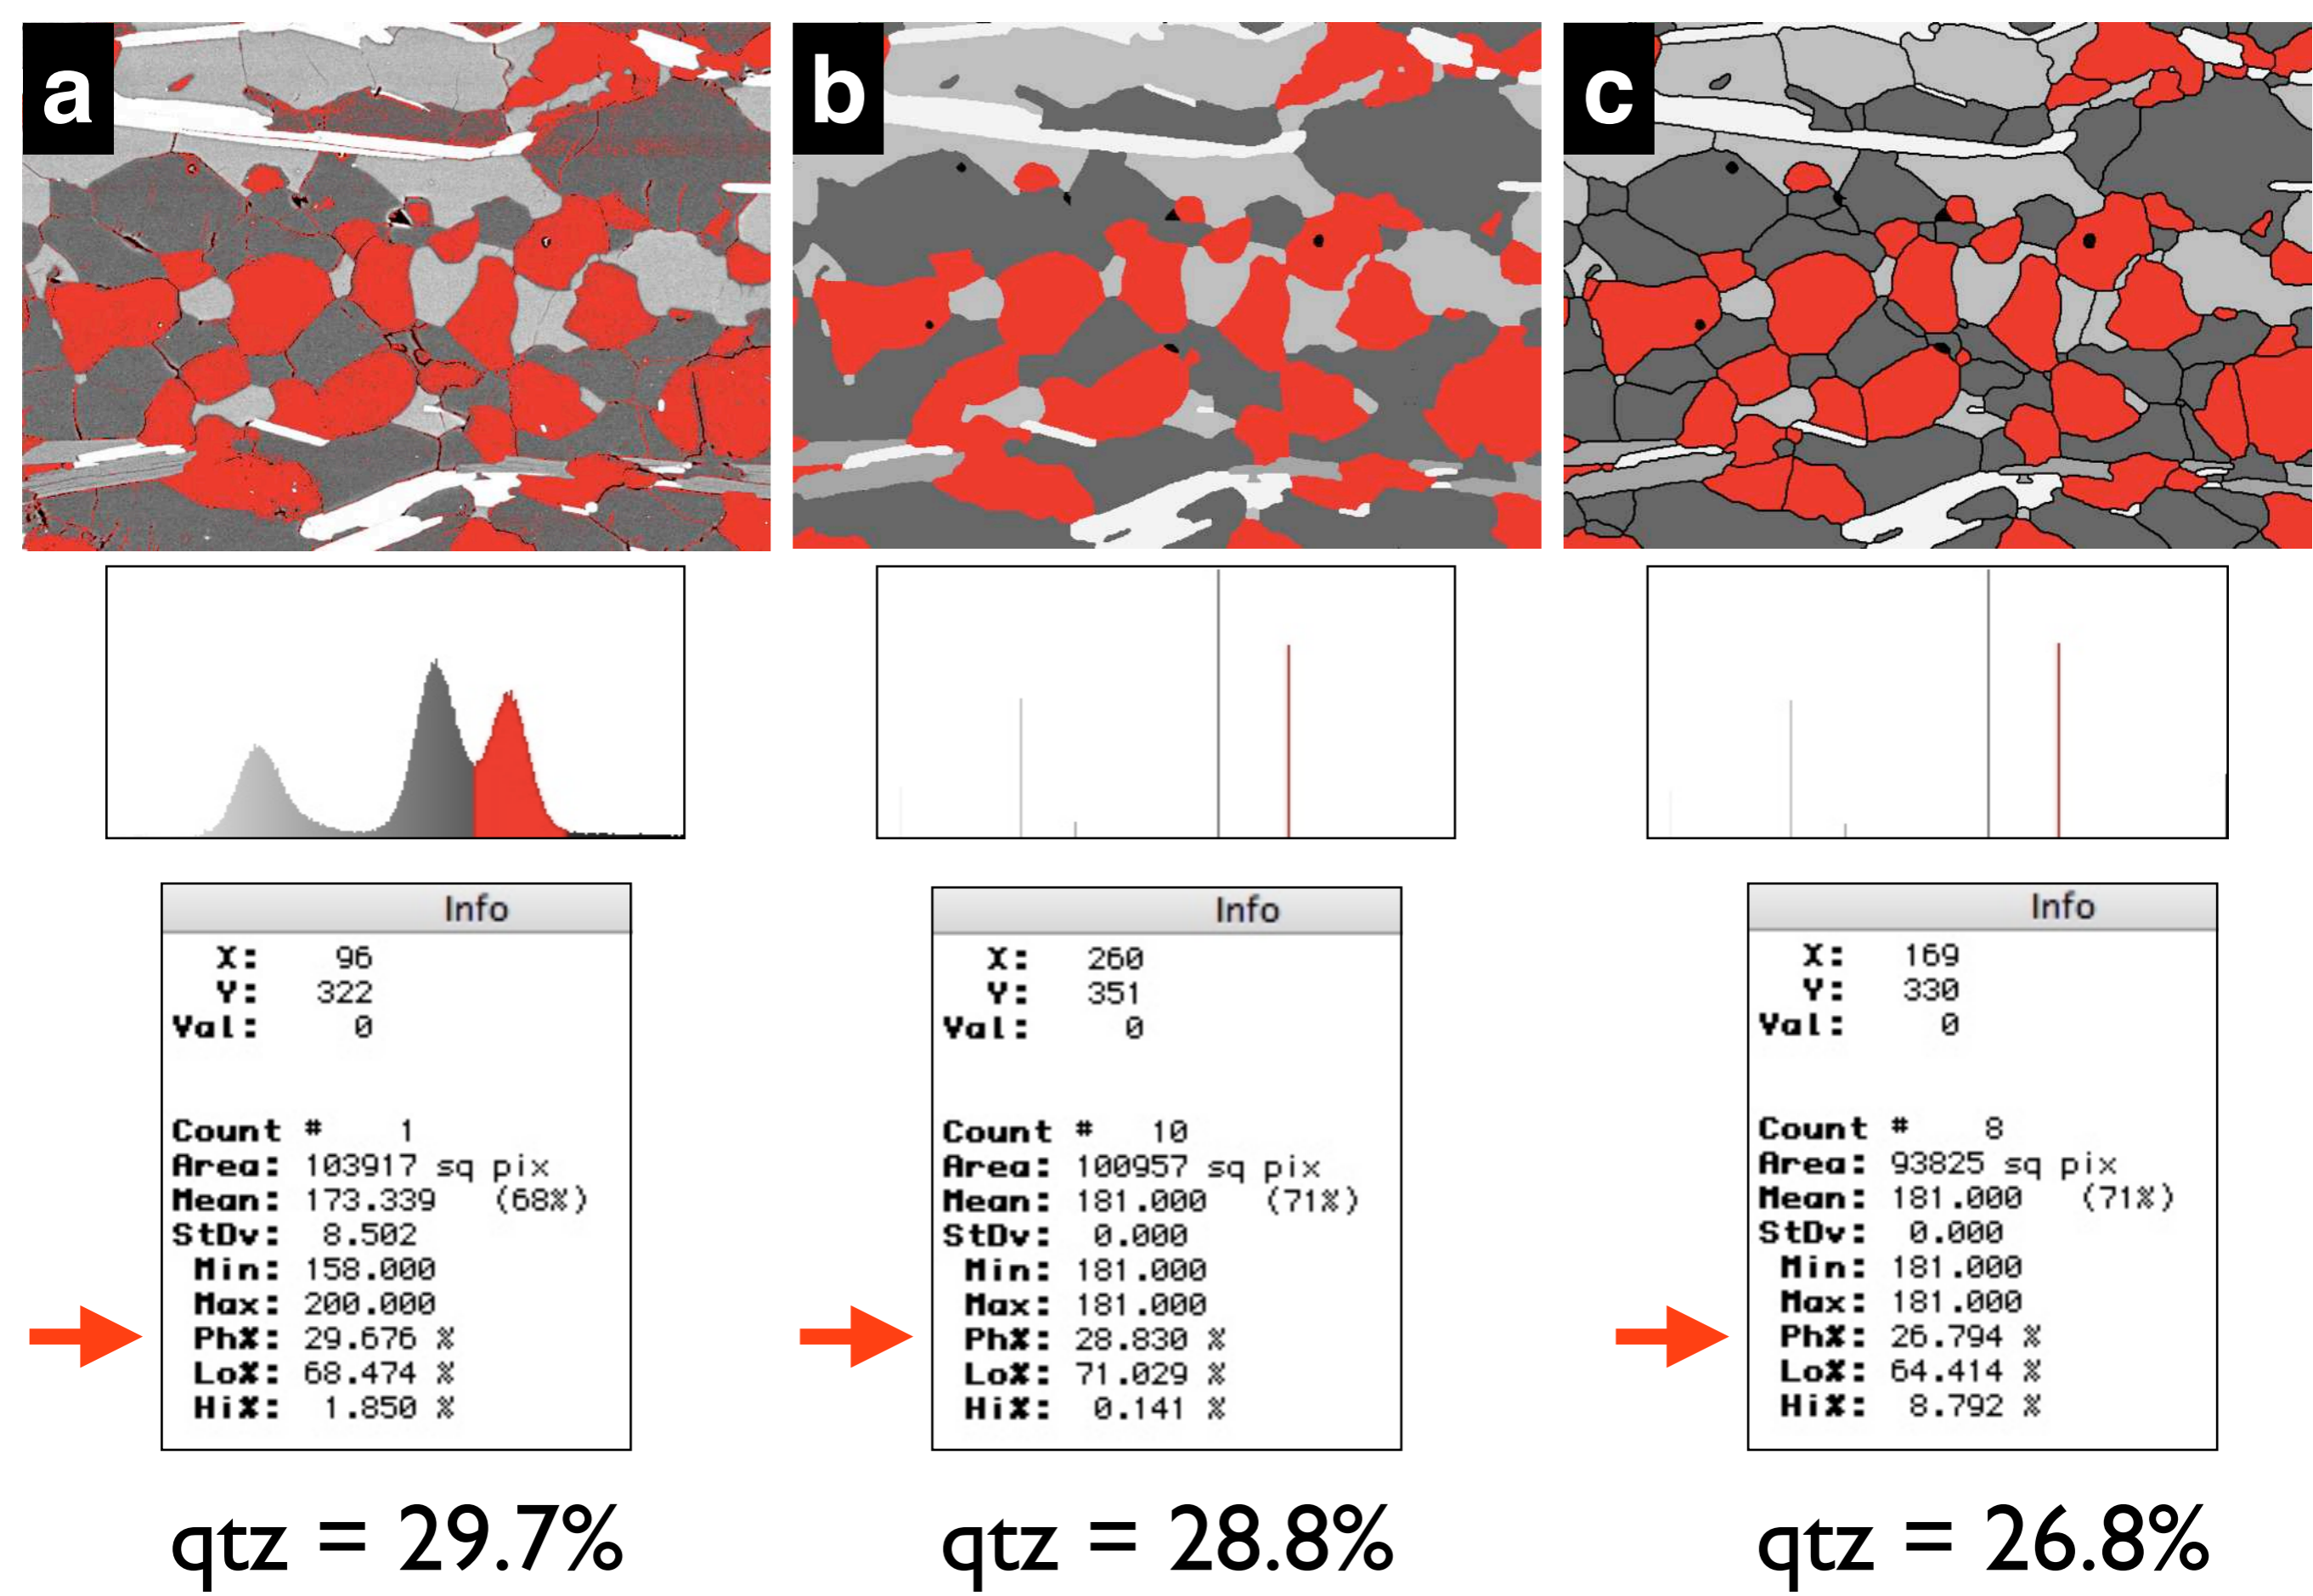 a
b
c
Info
X: 96
Y: 322
Val: 0
Count # 1
Area: 103917 sq pix
Mean: 173.339 (68%)
StDv: 8.502
Min: 158.000
Max: 200.000
Ph%: 29.676 %
Lo%: 68.474 %
Hi%: 1.850 %
qtz = 29.7%
Info
X: 260
Y: 351
Val: 0
Count # 10
Area: 100957 sq pix
Mean: 181.000 (71%)
StDv: 0.000
Min: 181.000
Max: 181.000
Ph%: 28.830 %
Lo%: 71.029 %
Hi%: 0.141 %
qtz = 28.8%
Info
X: 169
Y: 330
Val: 0
Count # 8
Area: 93825 sq pix
Mean: 181.000 (71%)
StDv: 0.000
Min: 181.000
Max: 181.000
Ph%: 26.794 %
Lo%: 64.414 %
Hi%: 8.792 %
qtz = 26.8%